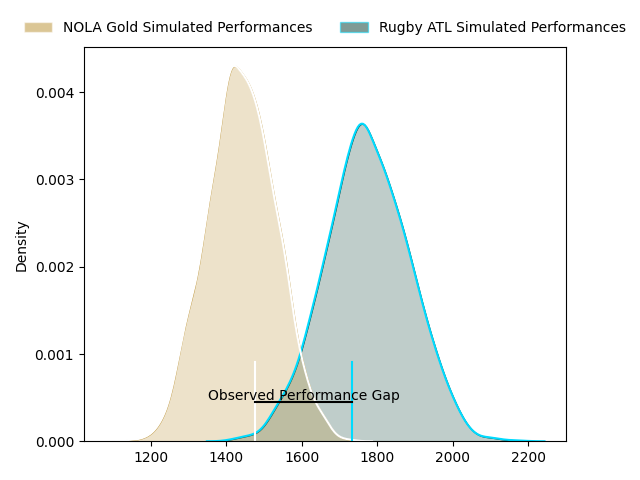 NOLA Gold Simulated Performances
Rugby ATL Simulated Performances
0.004
0.003
0.002
0.001
0.000
Density
Observed Performance Gap
1200 1400 1600 1800 2000 2200